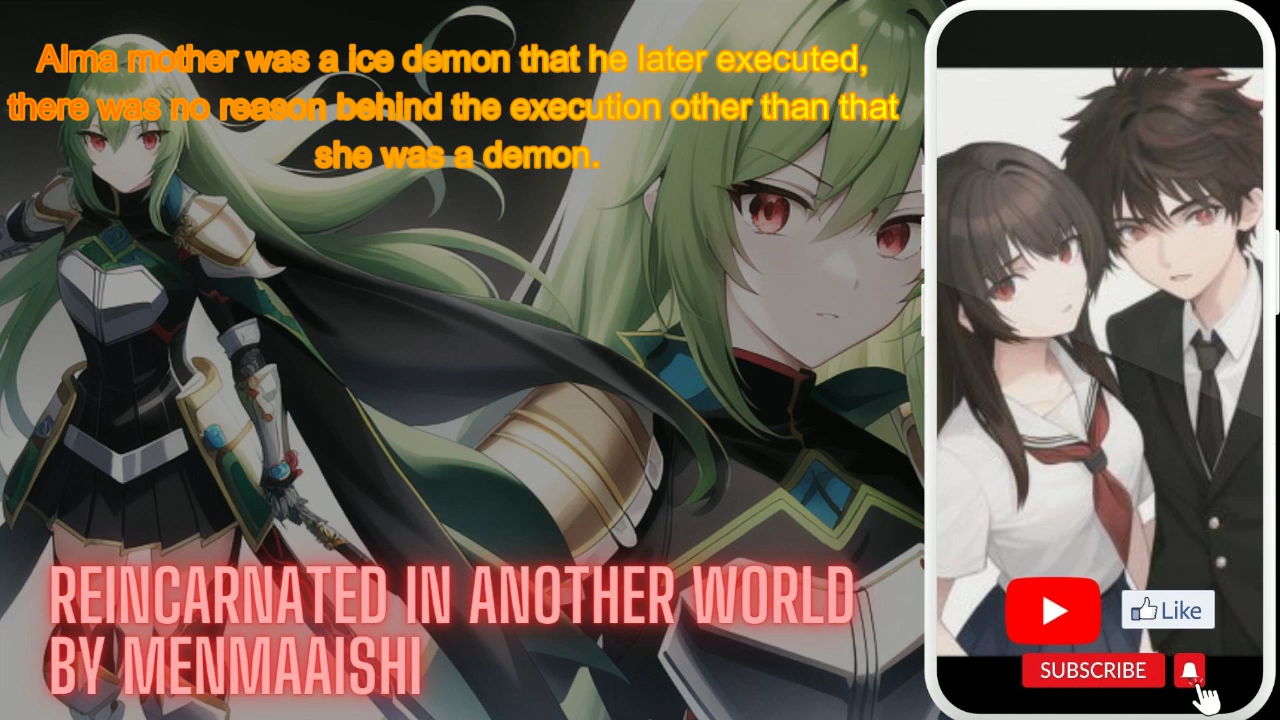 Alma mother was a ice demon that he later executed,
there was no reason behind the execution other than that
she was a demon.
REINCARNATED IN ANOTHER WORLD
BY MENMAAISHI
Like
SUBSCRIBE